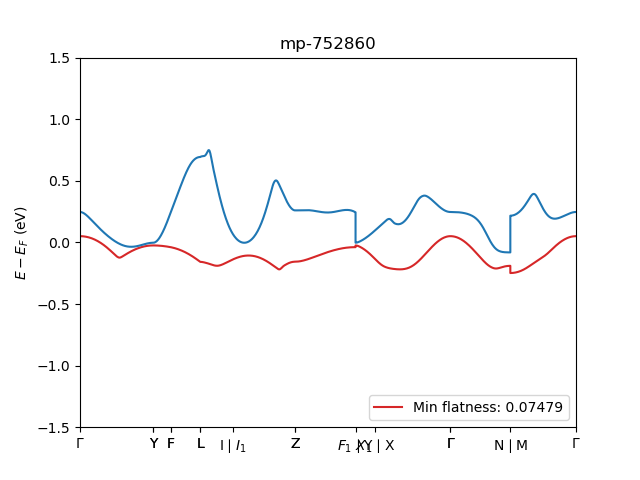 mp-752860
E − E_F (eV)
1.5
1.0
0.5
0.0
−0.5
−1.0
−1.5
Min flatness: 0.07479
Γ Y F L I | I₁ Z Γ N | M Γ